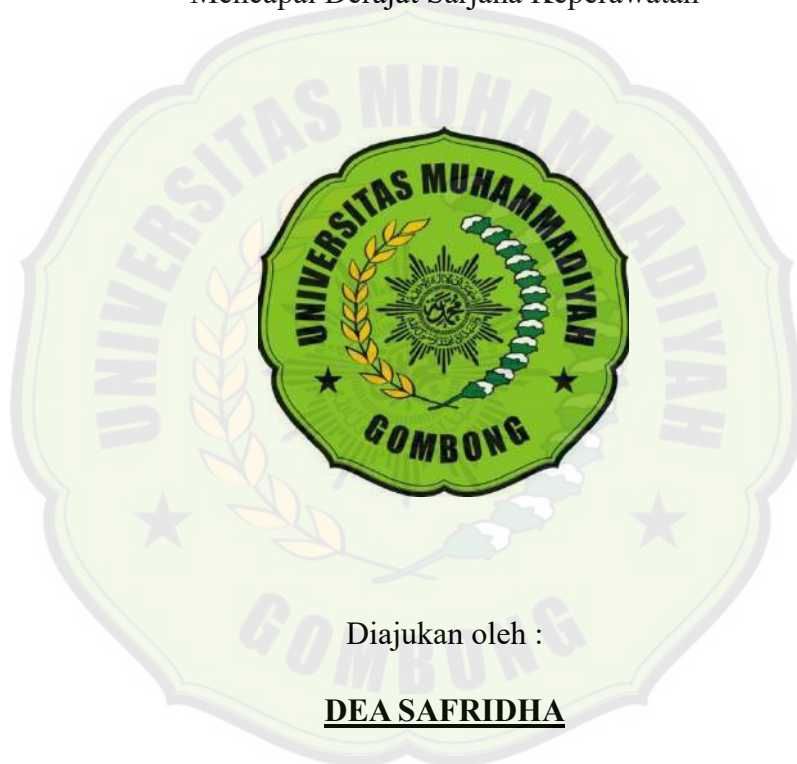 Mencapai Derajat Sarjana Keperawatan
UNIVERSITAS MUHAMMADIYAH
GOMBONG
Diajukan oleh :
DEA SAFRIDHA